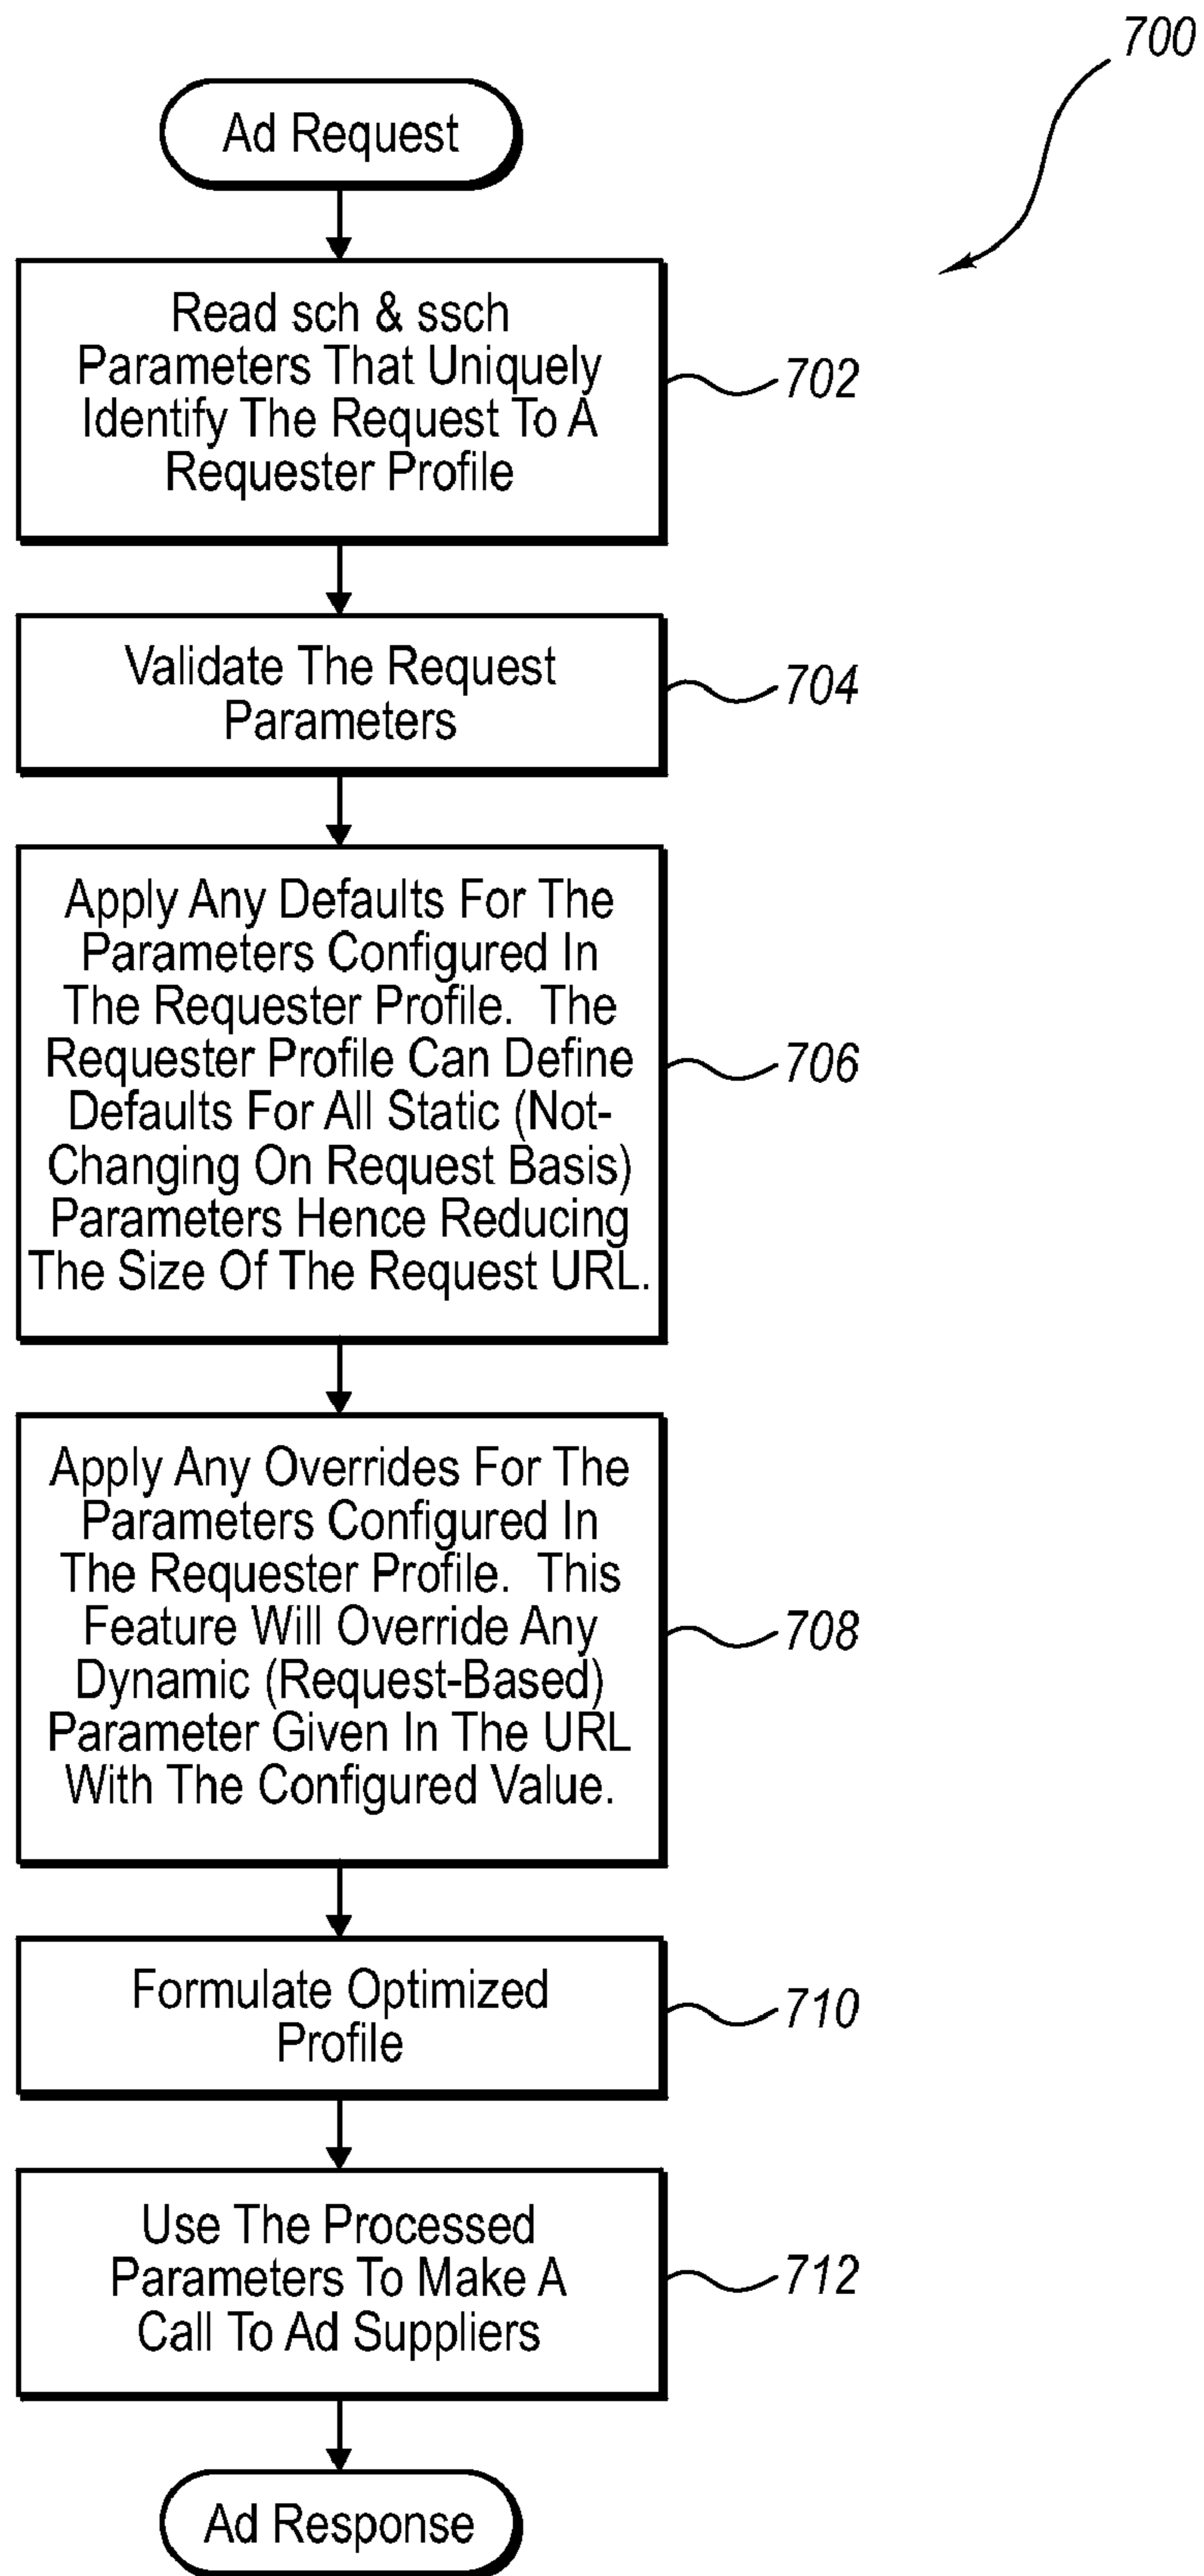 700
Ad Request
Read sch & ssch
Parameters That Uniquely
Identify The Request To A
Requester Profile
702
Validate The Request
Parameters
704
Apply Any Defaults For The
Parameters Configured In
The Requester Profile. The
Requester Profile Can Define
Defaults For All Static (Not-
Changing On Request Basis)
Parameters Hence Reducing
The Size Of The Request URL.
706
Apply Any Overrides For The
Parameters Configured In
The Requester Profile. This
Feature Will Override Any
Dynamic (Request-Based)
Parameter Given In The URL
With The Configured Value.
708
Formulate Optimized
Profile
710
Use The Processed
Parameters To Make A
Call To Ad Suppliers
712
Ad Response